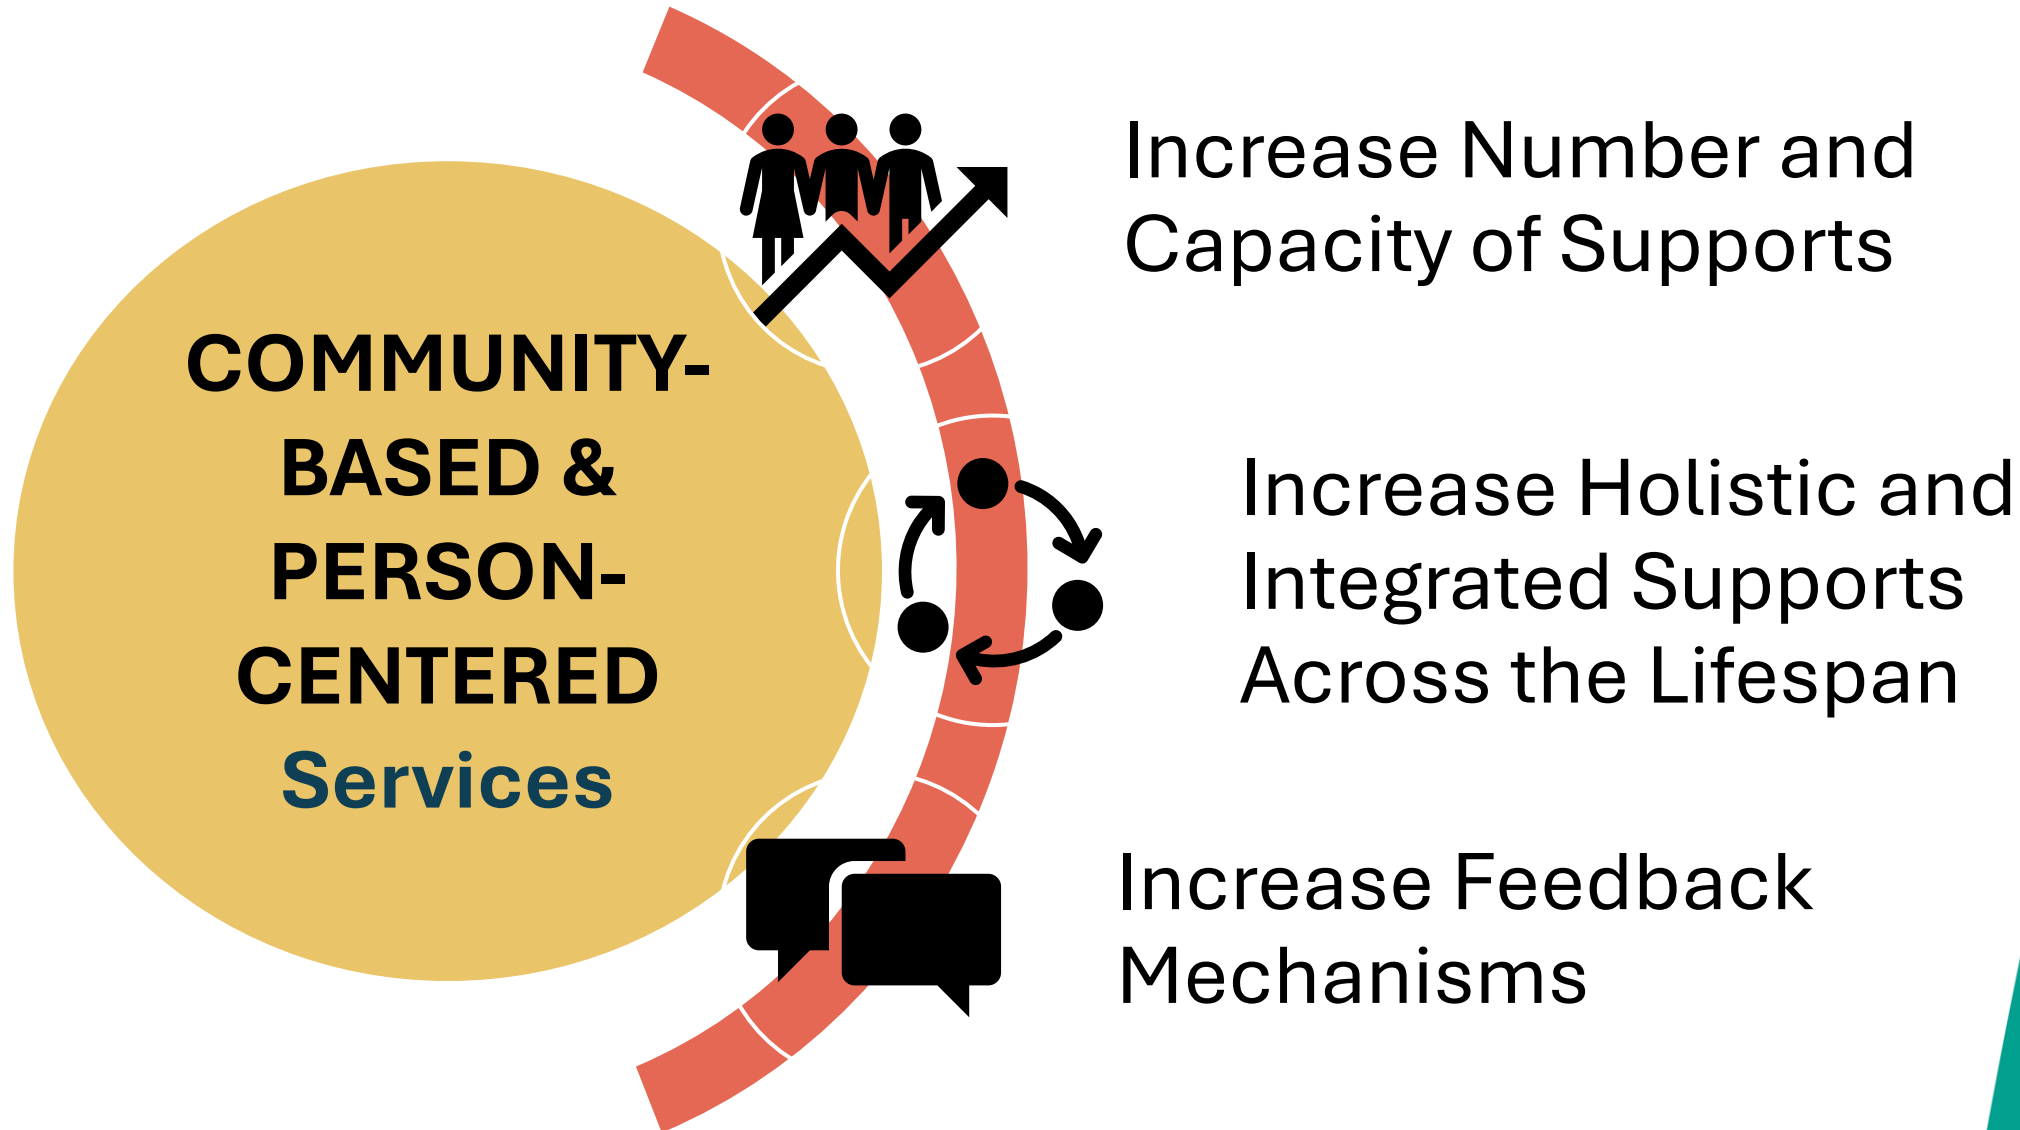 COMMUNITY-
BASED &
PERSON-
CENTERED
Services
Increase Number and
Capacity of Supports
Increase Holistic and
Integrated Supports
Across the Lifespan
Increase Feedback
Mechanisms